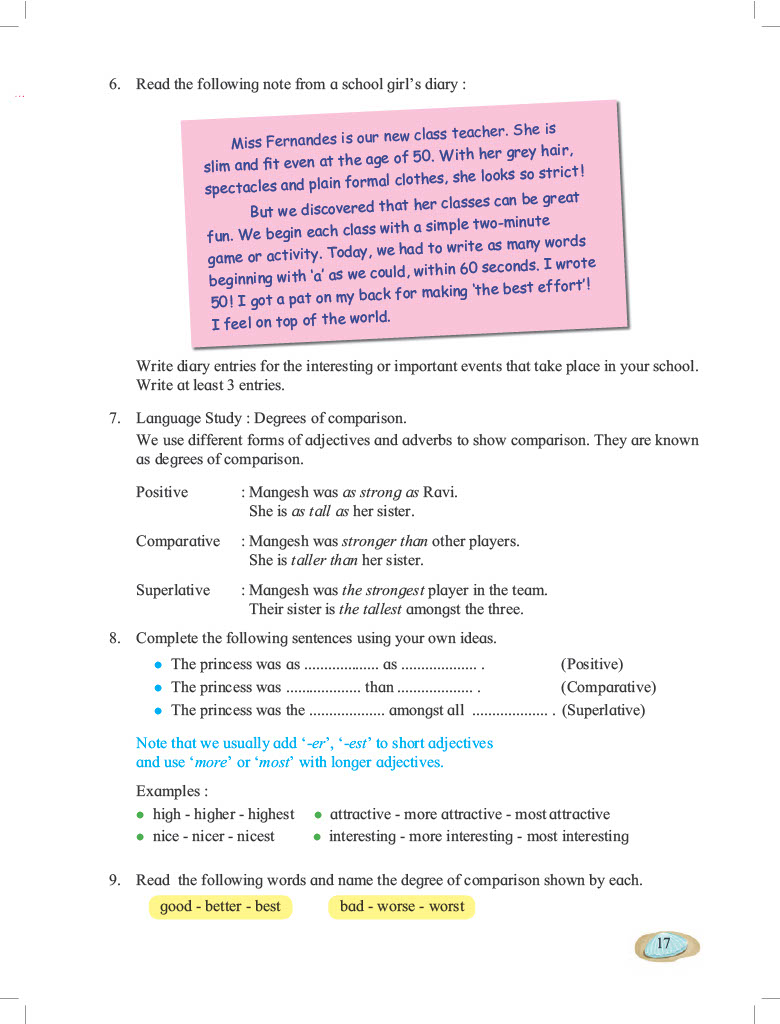 6. Read the following note from a school girl's diary :
Miss Fernandes is our new class teacher. She is
slim and fit even at the age of 50. With her grey hair,
spectacles and plain formal clothes, she looks so strict!
But we discovered that her classes can be great
fun. We begin each class with a simple two-minute
game or activity. Today, we had to write as many words
beginning with 'a' as we could, within 60 seconds. I wrote
50! I got a pat on my back for making 'the best effort'!
I feel on top of the world.
Write diary entries for the interesting or important events that take place in your school.
Write at least 3 entries.
7. Language Study : Degrees of comparison.
We use different forms of adjectives and adverbs to show comparison. They are known
as degrees of comparison.
Positive : Mangesh was as strong as Ravi.
She is as tall as her sister.
Comparative : Mangesh was stronger than other players.
She is taller than her sister.
Superlative : Mangesh was the strongest player in the team.
Their sister is the tallest amongst the three.
8. Complete the following sentences using your own ideas.
• The princess was as ................... as ................... . (Positive)
• The princess was ................... than ................... . (Comparative)
• The princess was the ................... amongst all ................... . (Superlative)
Note that we usually add '-er', '-est' to short adjectives
and use 'more' or 'most' with longer adjectives.
Examples :
• high - higher - highest • attractive - more attractive - most attractive
• nice - nicer - nicest • interesting - more interesting - most interesting
9. Read the following words and name the degree of comparison shown by each.
good - better - best bad - worse - worst
17